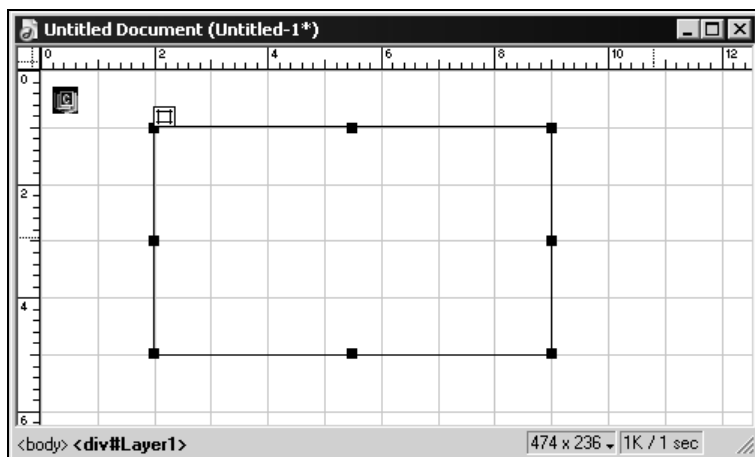 Untitled Document (Untitled-1*)
0 2 4 6 8 10 12
0
C
2
4
6
<body> <div#Layer1> 474 x 236 1K / 1 sec